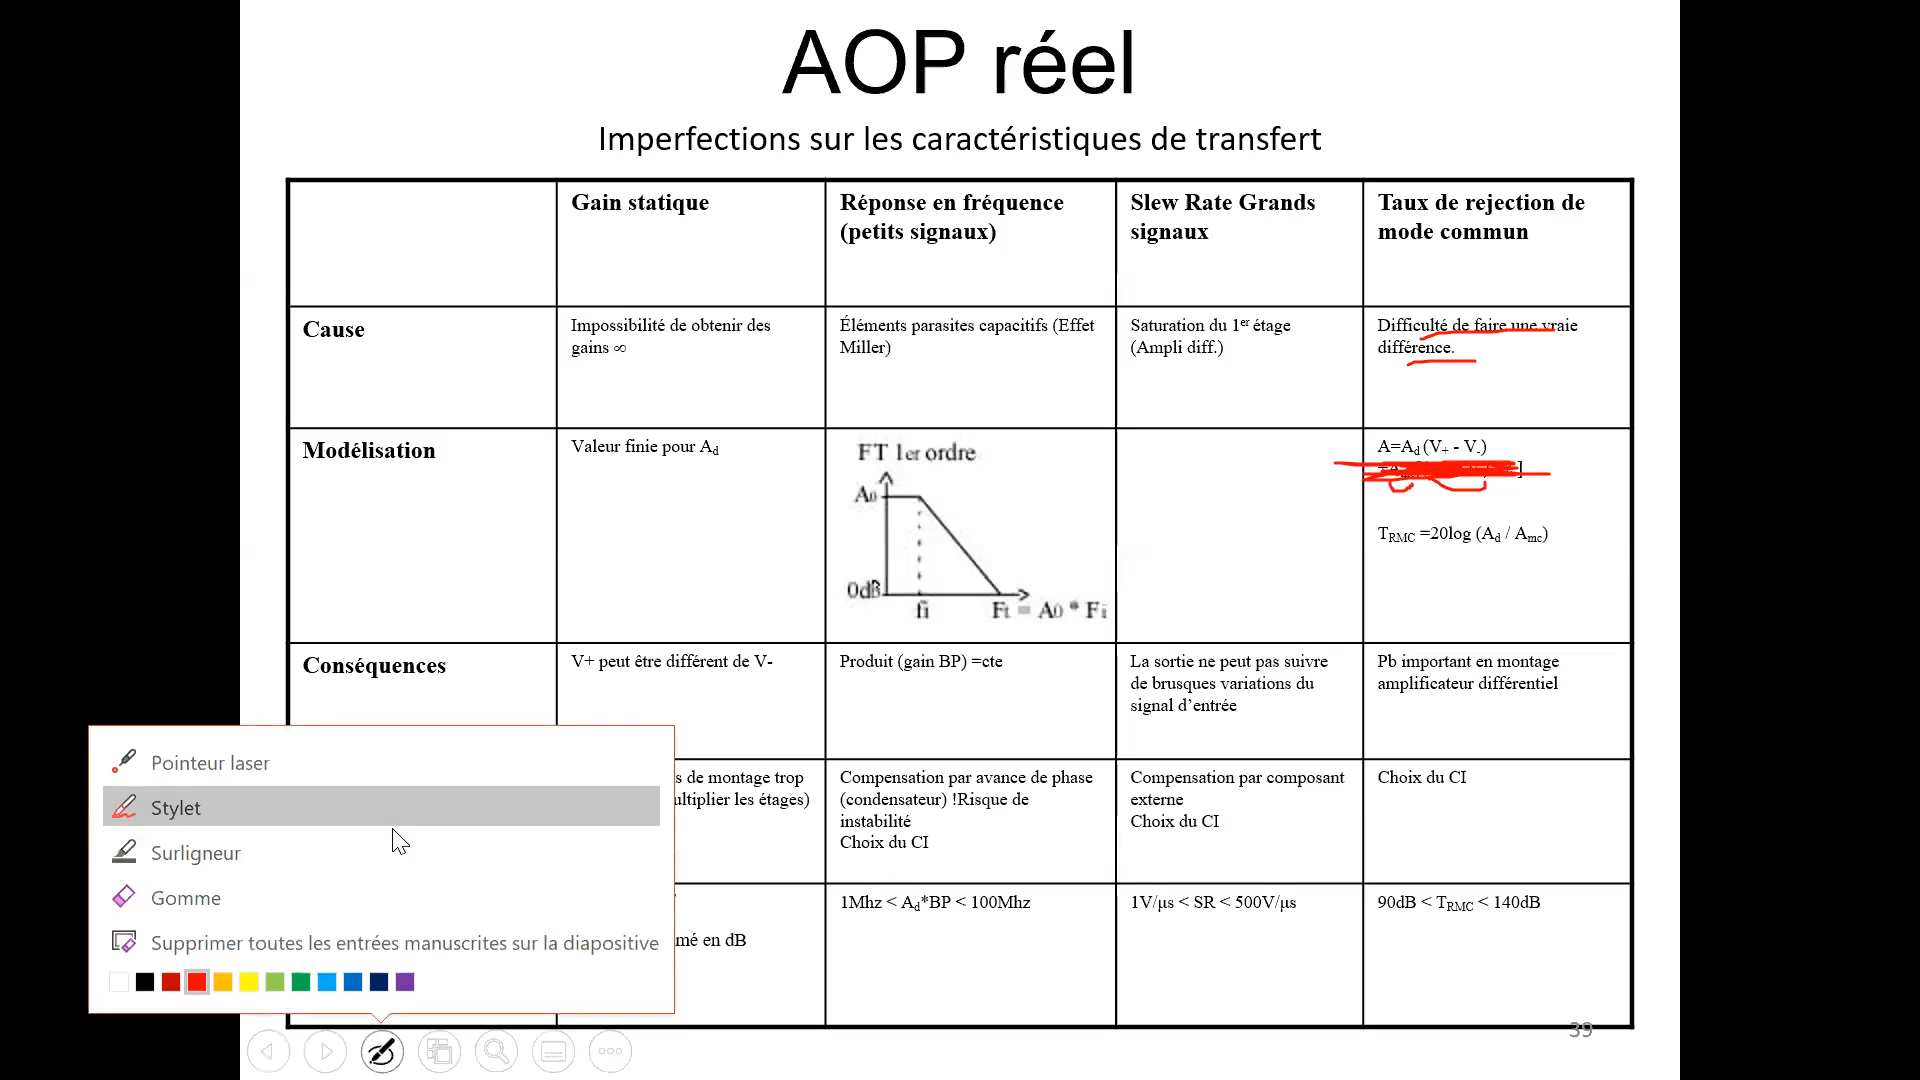 AOP réel
Imperfections sur les caractéristiques de transfert
Gain statique
Réponse en fréquence
(petits signaux)
Slew Rate Grands
signaux
Taux de rejection de
mode commun
Cause
Impossibilité de obtenir des
gains ∞
Éléments parasites capacitifs (Effet
Miller)
Saturation du 1er étage
(Ampli diff.)
Difficulté de faire une vraie
différence.
Modélisation
Valeur finie pour Ad
FT 1er ordre
A0
0dB
fi
Ft = A0 * Fi
A=Ad (V+ - V-)
]
TRMC =20log (Ad / Amc)
Conséquences
V+ peut être différent de V-
Produit (gain BP) =cte
La sortie ne peut pas suivre
de brusques variations du
signal d’entrée
Pb important en montage
amplificateur différentiel
s de montage trop
ultiplier les étages)
Compensation par avance de phase
(condensateur) !Risque de
instabilité
Choix du CI
Compensation par composant
externe
Choix du CI
Choix du CI
mé en dB
1Mhz < Ad*BP < 100Mhz
1V/μs < SR < 500V/μs
90dB < TRMC < 140dB
39
Pointeur laser
Stylet
Surligneur
Gomme
Supprimer toutes les entrées manuscrites sur la diapositive